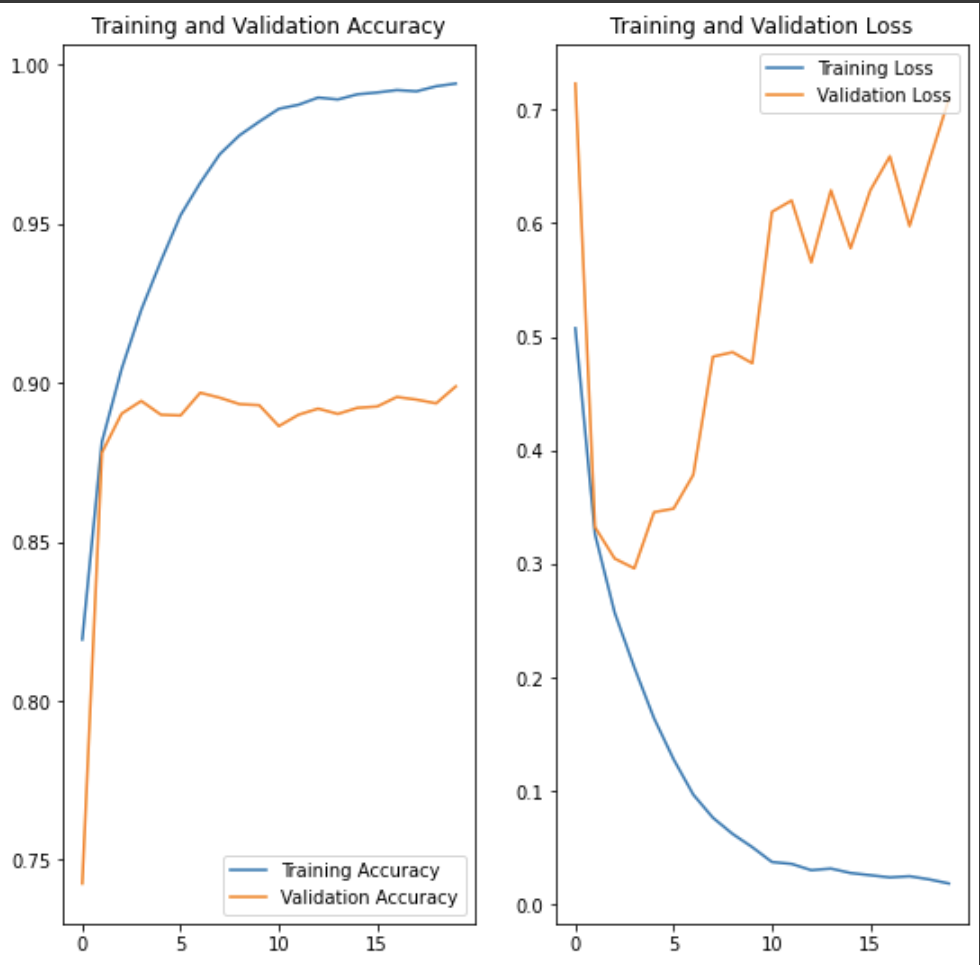 Training and Validation Accuracy
1.00
0.95
0.90
0.85
0.80
0.75
Training Accuracy
Validation Accuracy
0 5 10 15
Training and Validation Loss
Training Loss
Validation Loss
0.7
0.6
0.5
0.4
0.3
0.2
0.1
0.0
0 5 10 15